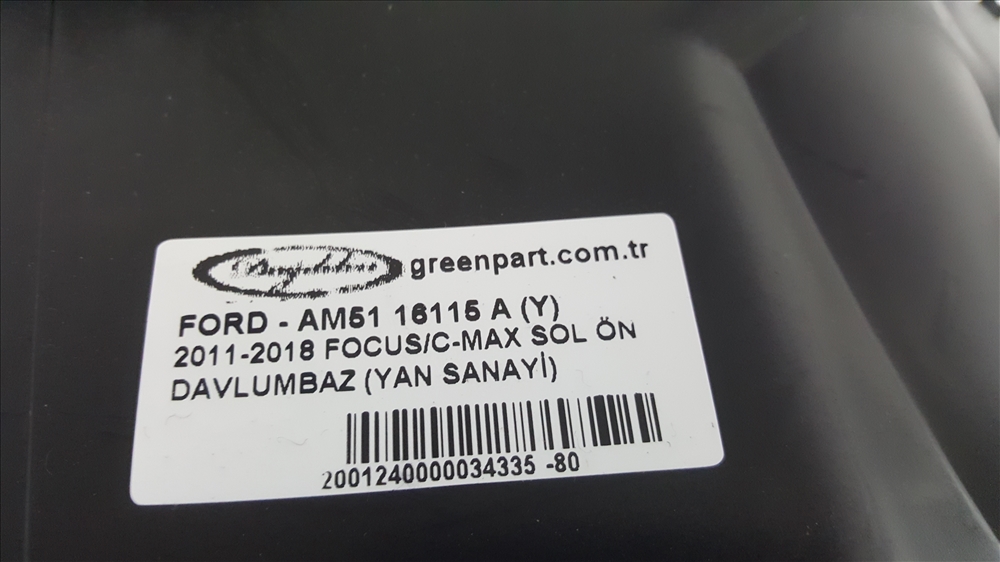 greenpart.com.tr
FORD - AM51 16115 A (Y)
2011-2018 FOCUS/C-MAX SOL ÖN
DAVLUMBAZ (YAN SANAYİ)
2001240000034335 -80